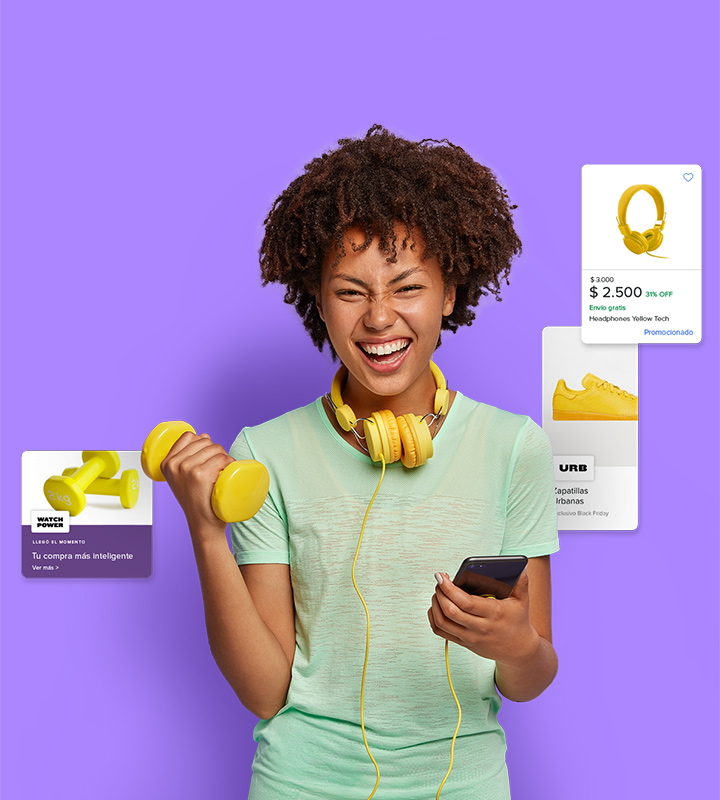 $ 3.000
$ 2.500 31% OFF
Envío gratis
Headphones Yellow Tech
Promocionado
URB
Zapatillas
Urbanas
Black Friday
WATCH
POWER
LLEGÓ EL MOMENTO
Tu compra más inteligente
Ver más >